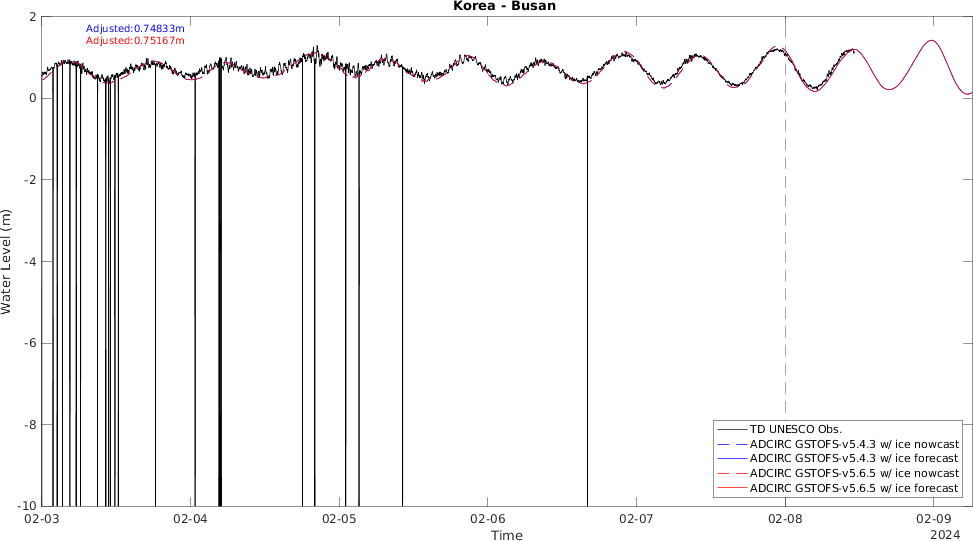 Korea - Busan
Adjusted:0.74833m
Adjusted:0.75167m
2
0
-2
-4
-6
-8
-10
Water Level (m)
TD UNESCO Obs.
ADCIRC GSTOFS-v5.4.3 w/ ice nowcast
ADCIRC GSTOFS-v5.4.3 w/ ice forecast
ADCIRC GSTOFS-v5.6.5 w/ ice nowcast
ADCIRC GSTOFS-v5.6.5 w/ ice forecast
02-03 02-04 02-05 02-06 02-07 02-08 02-09
Time
2024